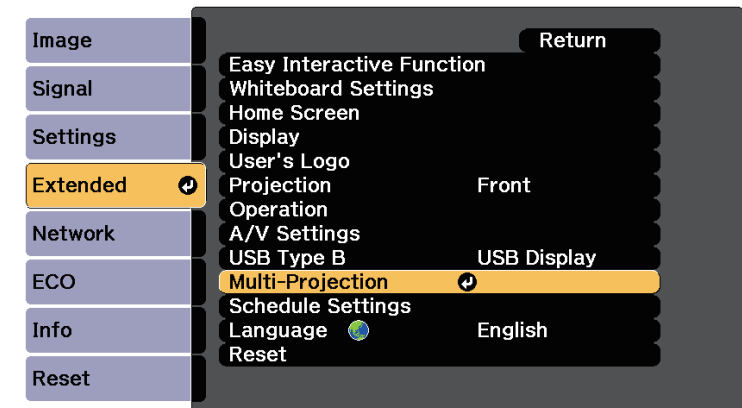 Image
Signal
Settings
Extended
Network
ECO
Info
Reset
Return
Easy Interactive Function
Whiteboard Settings
Home Screen
Display
User's Logo
Projection Front
Operation
A/V Settings
USB Type B USB Display
Multi-Projection
Schedule Settings
Language English
Reset